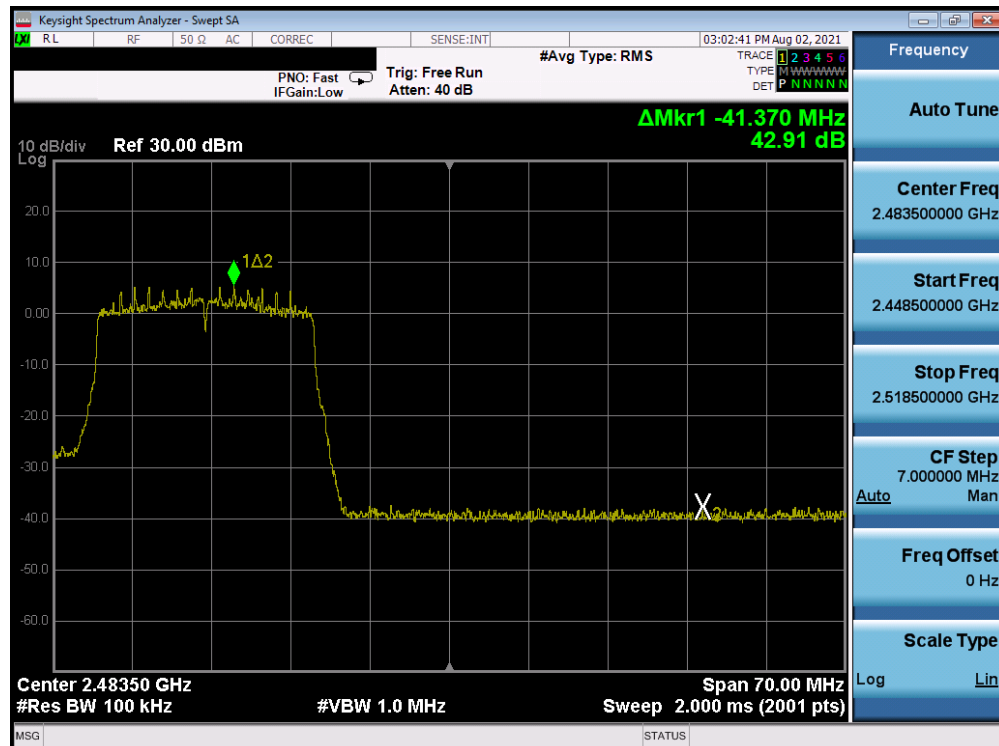 Keysight Spectrum Analyzer - Swept SA
LXI RL RF 50 Ω AC CORREC SENSE:INT 03:02:41 PM Aug 02, 2021
#Avg Type: RMS
TRACE 1 2 3 4 5 6
TYPE M WWWWW
DET P N N N N N
PNO: Fast
IFGain:Low
Trig: Free Run
Atten: 40 dB
ΔMkr1 -41.370 MHz
42.91 dB
10 dB/div Ref 30.00 dBm
Log
20.0
10.0
0.00
-10.0
-20.0
-30.0
-40.0
-50.0
-60.0
1Δ2
X2
Center 2.48350 GHz Span 70.00 MHz
#Res BW 100 kHz #VBW 1.0 MHz Sweep 2.000 ms (2001 pts)
MSG STATUS
Frequency
Auto Tune
Center Freq
2.483500000 GHz
Start Freq
2.448500000 GHz
Stop Freq
2.518500000 GHz
CF Step
7.000000 MHz
Auto Man
Freq Offset
0 Hz
Scale Type
Log Lin